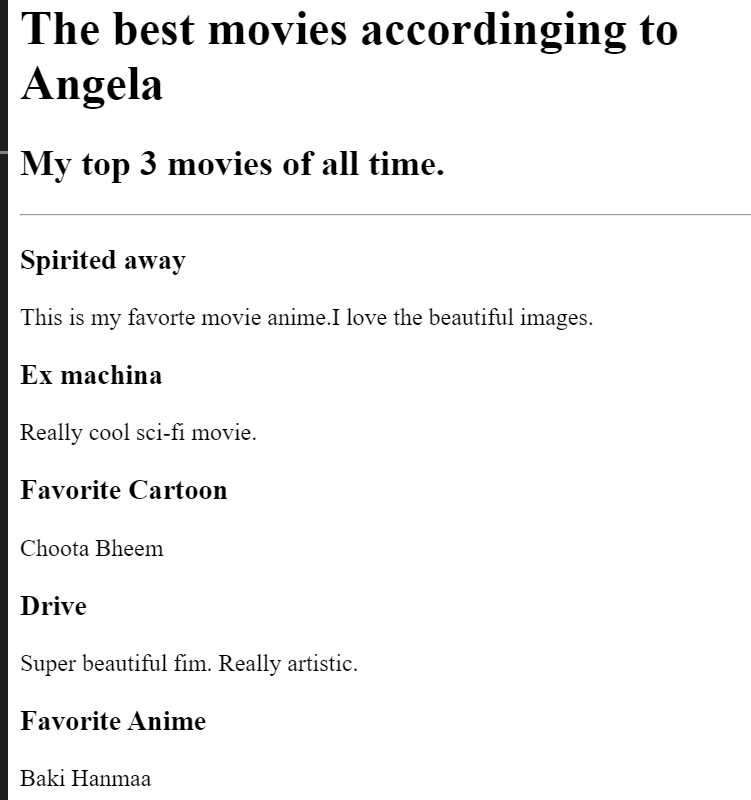 The best movies accordinging to
Angela
My top 3 movies of all time.
Spirited away
This is my favorte movie anime.I love the beautiful images.
Ex machina
Really cool sci-fi movie.
Favorite Cartoon
Choota Bheem
Drive
Super beautiful fim. Really artistic.
Favorite Anime
Baki Hanmaa